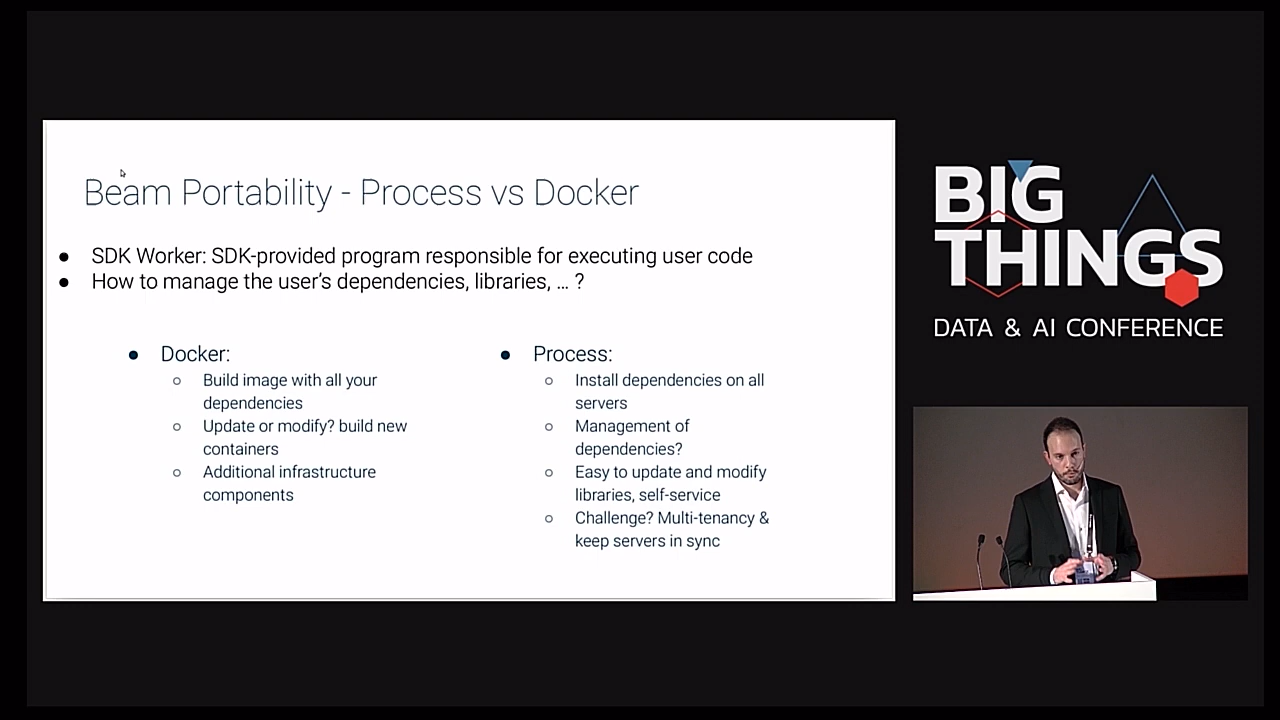 Beam Portability - Process vs Docker
● SDK Worker: SDK-provided program responsible for executing user code
● How to manage the user's dependencies, libraries, ... ?
● Docker:
○ Build image with all your
dependencies
○ Update or modify? build new
containers
○ Additional infrastructure
components
● Process:
○ Install dependencies on all
servers
○ Management of
dependencies?
○ Easy to update and modify
libraries, self-service
○ Challenge? Multi-tenancy &
keep servers in sync
BIG
THINGS
DATA & AI CONFERENCE